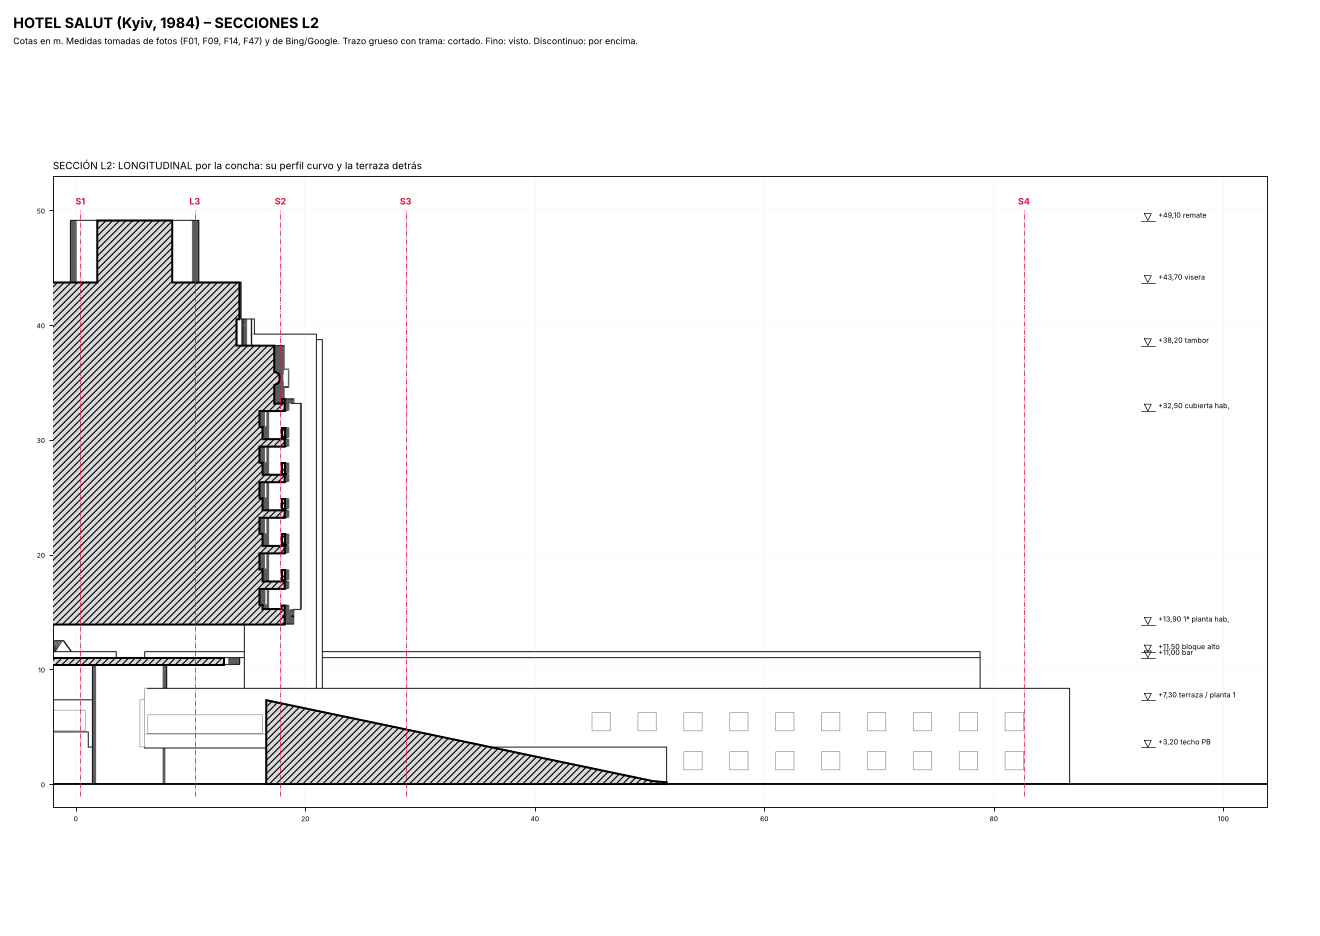 HOTEL SALUT (Kyiv, 1984) – SECCIONES L2
Cotas en m. Medidas tomadas de fotos (F01, F09, F14, F47) y de Bing/Google. Trazo grueso con trama: cortado. Fino: visto. Discontinuo: por encima.
SECCIÓN L2: LONGITUDINAL por la concha: su perfil curvo y la terraza detrás
S1 L3 S2 S3 S4
50
+49,10 remate
+43,70 visera
40
+38,20 tambor
+32,50 cubierta hab,
30
20
+13,90 1ª planta hab,
+11,50 bloque alto
+11,00 bar
10
+7,30 terraza / planta 1
+3,20 techo PB
0
0 20 40 60 80 100